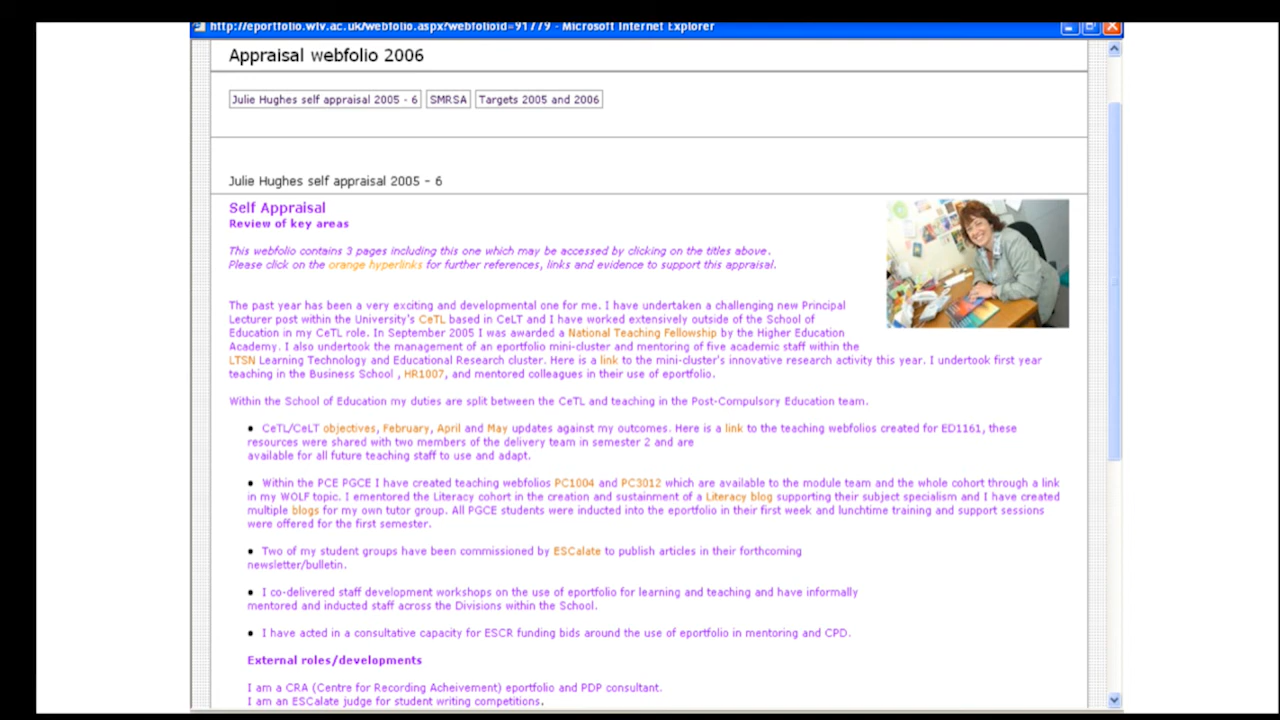 http://eportfolio.wlv.ac.uk/webfolio.aspx?webfolioid=91779 - Microsoft Internet Explorer
Appraisal webfolio 2006
Julie Hughes self appraisal 2005 - 6 SMRSA Targets 2005 and 2006
Julie Hughes self appraisal 2005 - 6
Self Appraisal
Review of key areas
This webfolio contains 3 pages including this one which may be accessed by clicking on the titles above.
Please click on the orange hyperlinks for further references, links and evidence to support this appraisal.
The past year has been a very exciting and developmental one for me. I have undertaken a challenging new Principal
Lecturer post within the University's CeTL based in CeLT and I have worked extensively outside of the School of
Education in my CeTL role. In September 2005 I was awarded a National Teaching Fellowship by the Higher Education
Academy. I also undertook the management of an eportfolio mini-cluster and mentoring of five academic staff within the
LTSN Learning Technology and Educational Research cluster. Here is a link to the mini-cluster's innovative research activity this year. I undertook first year
teaching in the Business School , HR1007, and mentored colleagues in their use of eportfolio.
Within the School of Education my duties are split between the CeTL and teaching in the Post-Compulsory Education team.
• CeTL/CeLT objectives, February, April and May updates against my outcomes. Here is a link to the teaching webfolios created for ED1161, these
resources were shared with two members of the delivery team in semester 2 and are
available for all future teaching staff to use and adapt.
• Within the PCE PGCE I have created teaching webfolios PC1004 and PC3012 which are available to the module team and the whole cohort through a link
in my WOLF topic. I ementored the Literacy cohort in the creation and sustainment of a Literacy blog supporting their subject specialism and I have created
multiple blogs for my own tutor group. All PGCE students were inducted into the eportfolio in their first week and lunchtime training and support sessions
were offered for the first semester.
• Two of my student groups have been commissioned by ESCalate to publish articles in their forthcoming
newsletter/bulletin.
• I co-delivered staff development workshops on the use of eportfolio for learning and teaching and have informally
mentored and inducted staff across the Divisions within the School.
• I have acted in a consultative capacity for ESCR funding bids around the use of eportfolio in mentoring and CPD.
External roles/developments
I am a CRA (Centre for Recording Acheivement) eportfolio and PDP consultant.
I am an ESCalate judge for student writing competitions.